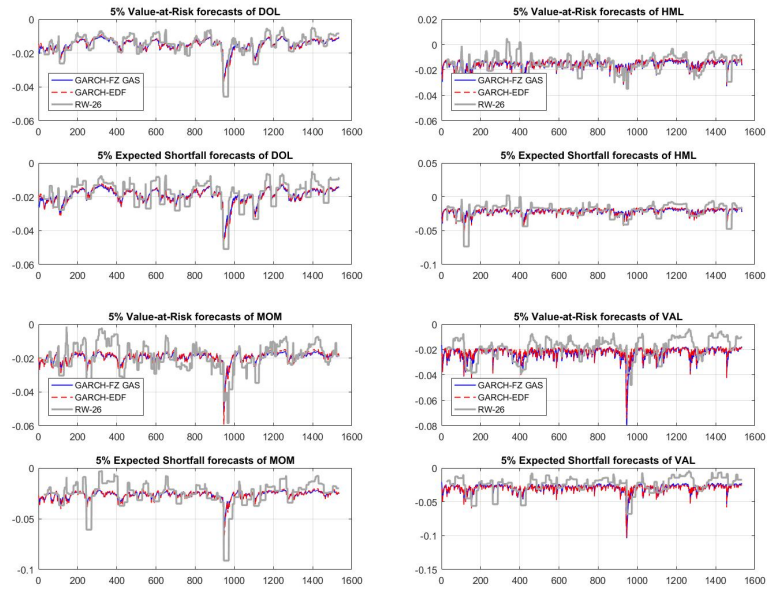 5% Value-at-Risk forecasts of DOL
0
-0.02
-0.04
-0.06
GARCH-FZ GAS
GARCH-EDF
RW-26
0 200 400 600 800 1000 1200 1400 1600
5% Value-at-Risk forecasts of HML
0.02
0
-0.02
-0.04
-0.06
GARCH-FZ GAS
GARCH-EDF
RW-26
0 200 400 600 800 1000 1200 1400 1600
5% Expected Shortfall forecasts of DOL
0
-0.02
-0.04
-0.06
0 200 400 600 800 1000 1200 1400 1600
5% Expected Shortfall forecasts of HML
0.05
0
-0.05
-0.1
0 200 400 600 800 1000 1200 1400 1600
5% Value-at-Risk forecasts of MOM
0
-0.02
-0.04
-0.06
GARCH-FZ GAS
GARCH-EDF
RW-26
0 200 400 600 800 1000 1200 1400 1600
5% Value-at-Risk forecasts of VAL
0
-0.02
-0.04
-0.06
-0.08
GARCH-FZ GAS
GARCH-EDF
RW-26
0 200 400 600 800 1000 1200 1400 1600
5% Expected Shortfall forecasts of MOM
0
-0.05
-0.1
0 200 400 600 800 1000 1200 1400 1600
5% Expected Shortfall forecasts of VAL
0
-0.05
-0.1
-0.15
0 200 400 600 800 1000 1200 1400 1600